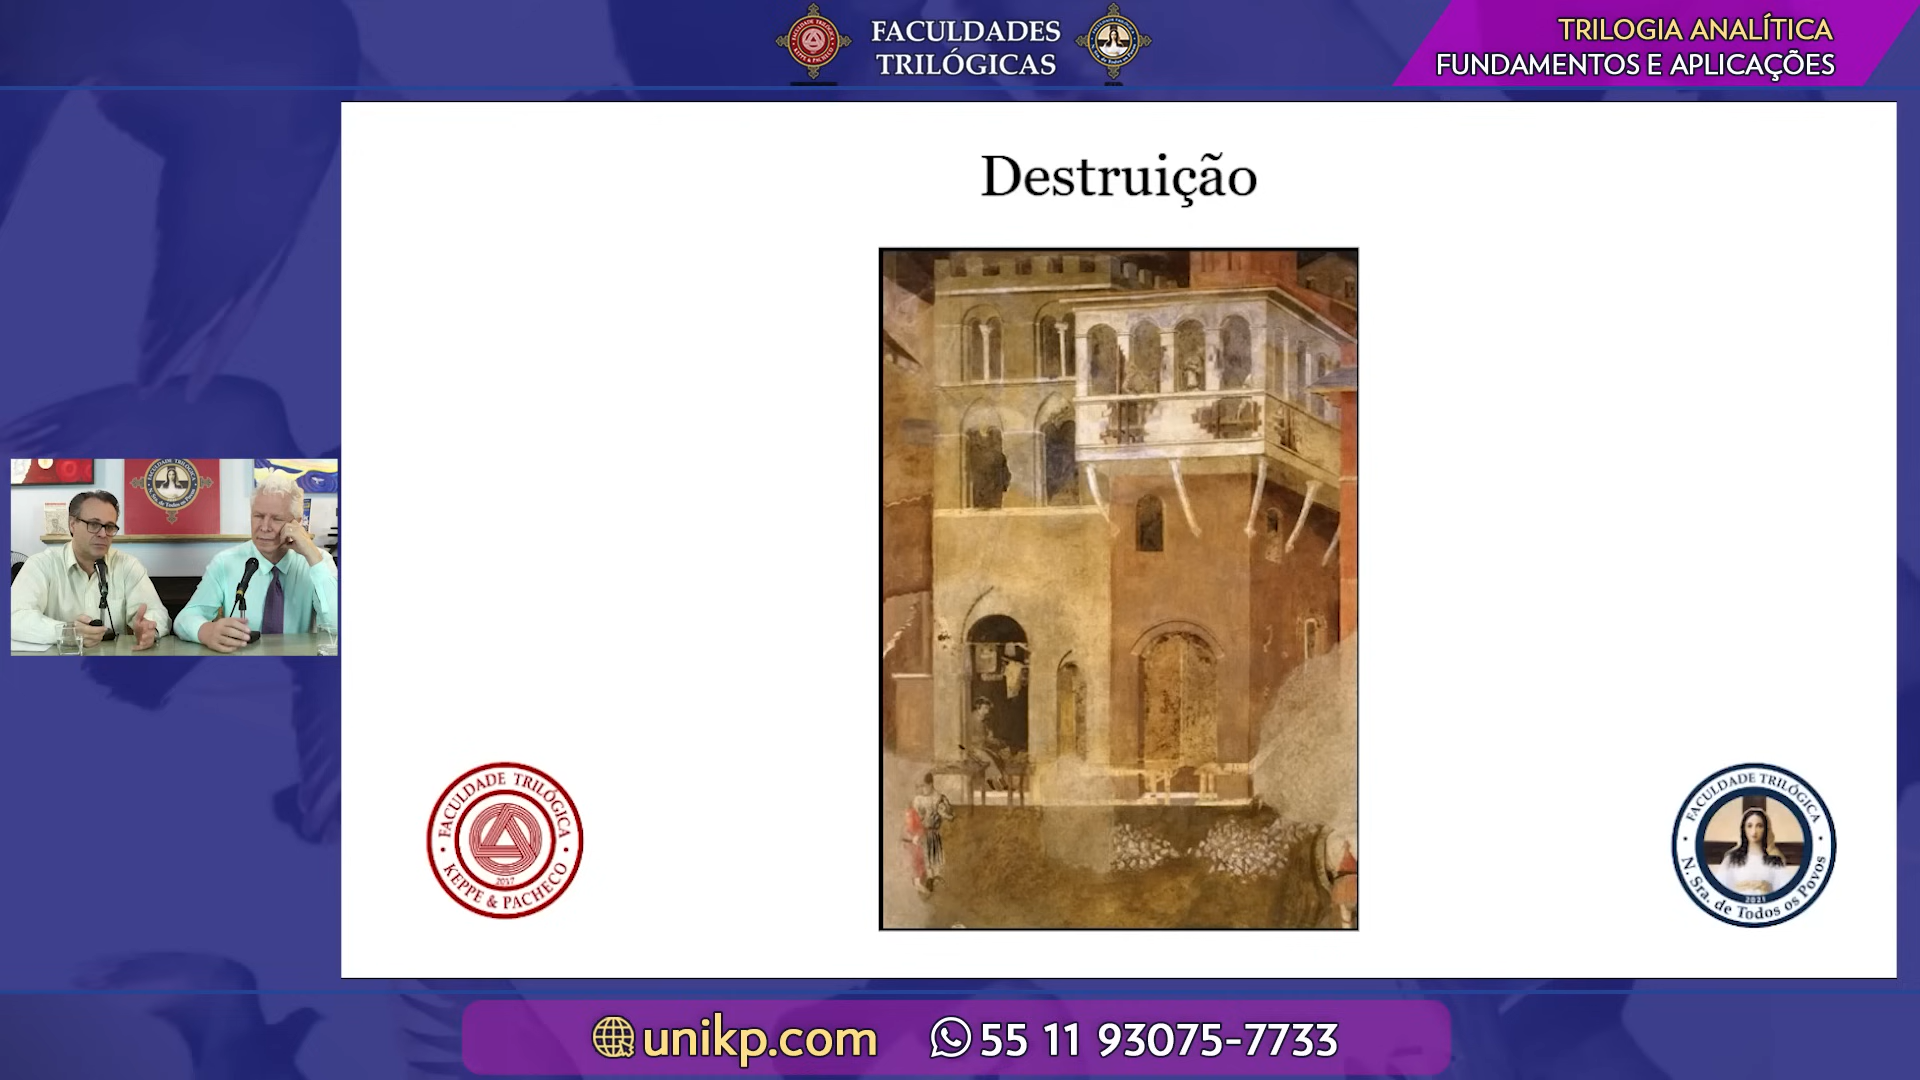 FACULDADES
TRILÓGICAS
TRILOGIA ANALÍTICA
FUNDAMENTOS E APLICAÇÕES
Destruição
FACULDADE TRILÓGICA
KEPPE & PACHECO
2017
FACULDADE TRILÓGICA
N. Sra. de Todos os Povos
2021
unikp.com
55 11 93075-7733